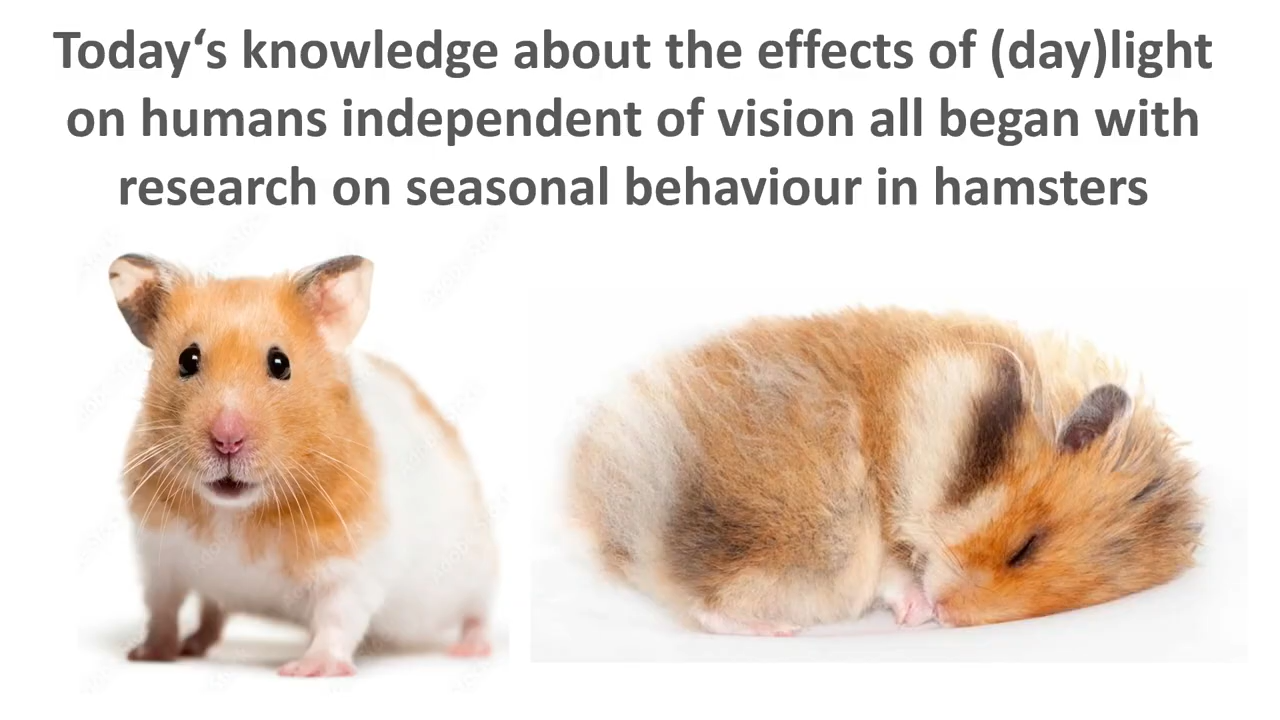 Today‘s knowledge about the effects of (day)light
on humans independent of vision all began with
research on seasonal behaviour in hamsters